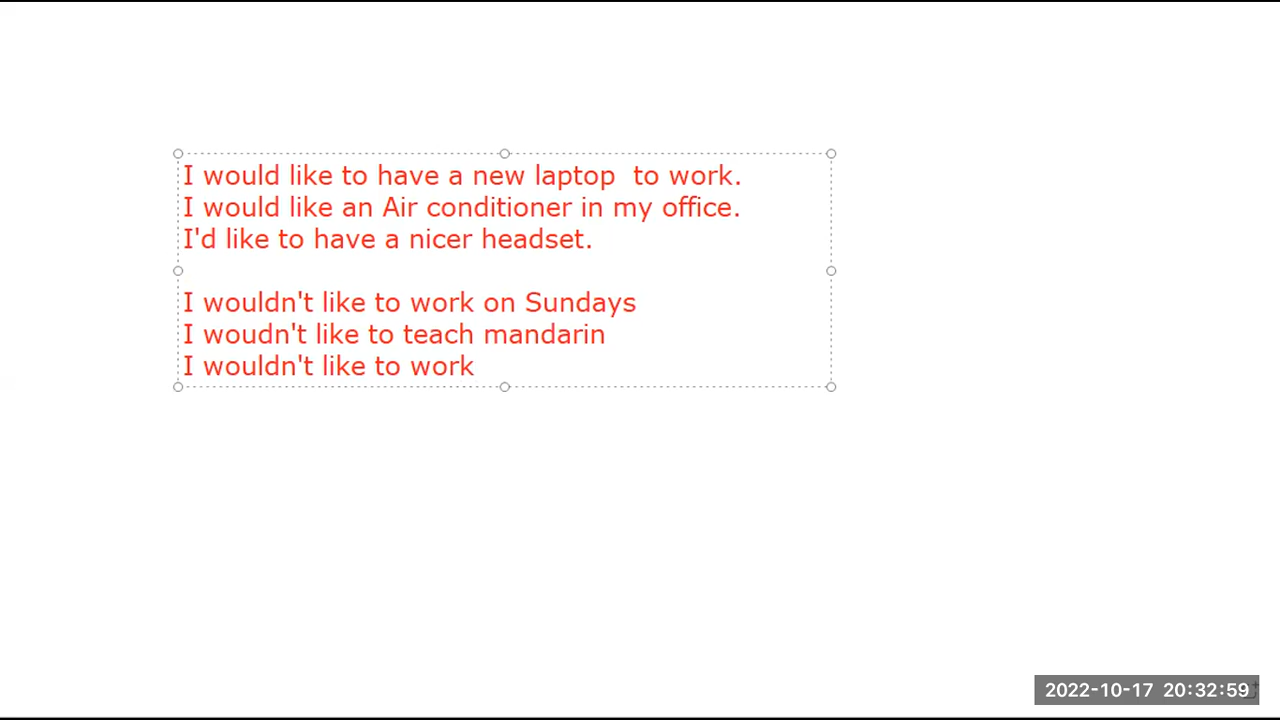 I would like to have a new laptop  to work.
I would like an Air conditioner in my office.
I'd like to have a nicer headset.
I wouldn't like to work on Sundays
I woudn't like to teach mandarin
I wouldn't like to work
2022-10-17 20:32:59